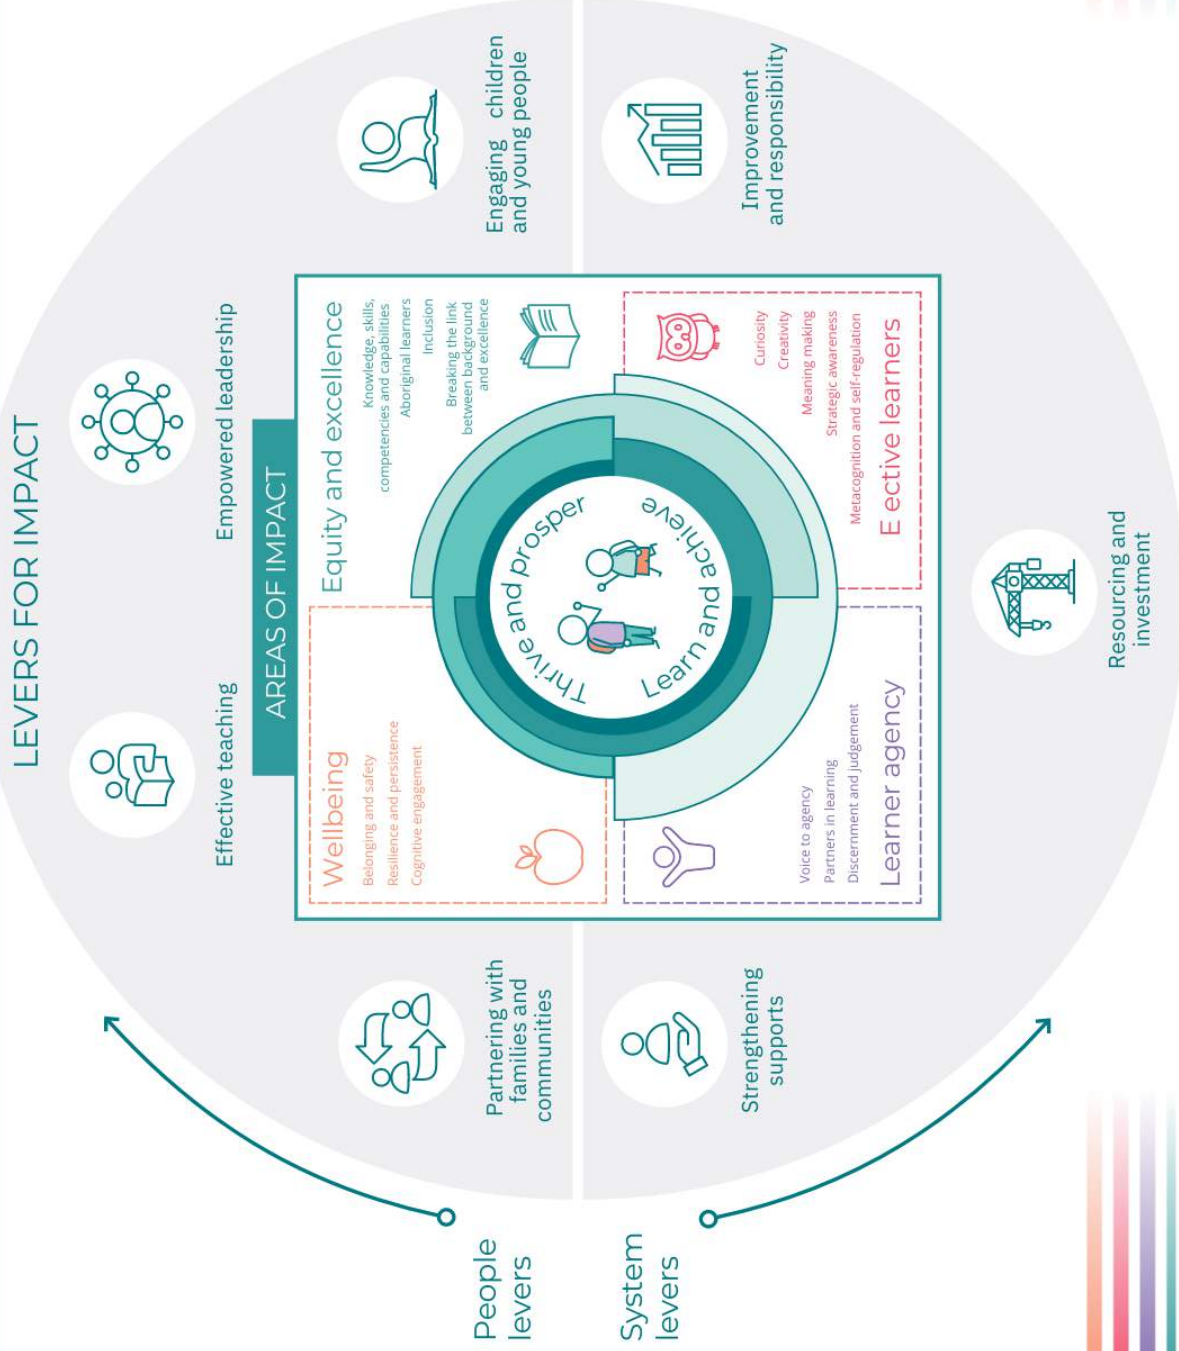 LEVERS FOR IMPACT
Effective teaching
Empowered leadership
Partnering with
families and
communities
Engaging children
and young people
People
levers
System
levers
Strengthening
supports
Improvement
and responsibility
Resourcing and
investment
AREAS OF IMPACT
Wellbeing
Belonging and safety
Resilience and persistence
Cognitive engagement
Equity and excellence
Knowledge, skills,
competencies and capabilities
Aboriginal learners
Inclusion
Breaking the link
between background
and excellence
Thrive and prosper
Learn and achieve
Voice to agency
Partners in learning
Discernment and judgement
Learner agency
Curiosity
Creativity
Meaning making
Strategic awareness
Metacognition and self-regulation
E ective learners